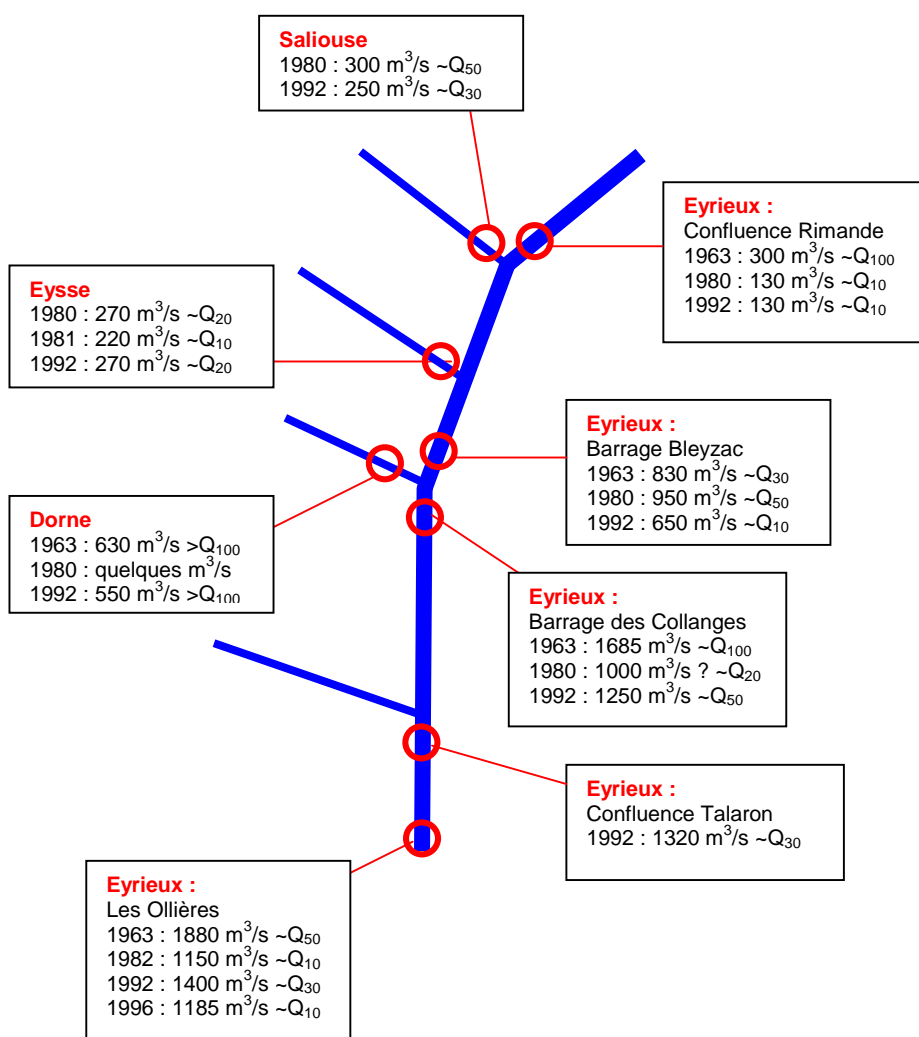 Saliouse
1980 : 300 m³/s ~Q₅₀
1992 : 250 m³/s ~Q₃₀
Eyrieux :
Confluence Rimande
1963 : 300 m³/s ~Q₁₀₀
1980 : 130 m³/s ~Q₁₀
1992 : 130 m³/s ~Q₁₀
Eysse
1980 : 270 m³/s ~Q₂₀
1981 : 220 m³/s ~Q₁₀
1992 : 270 m³/s ~Q₂₀
Eyrieux :
Barrage Bleyzac
1963 : 830 m³/s ~Q₃₀
1980 : 950 m³/s ~Q₅₀
1992 : 650 m³/s ~Q₁₀
Dorne
1963 : 630 m³/s >Q₁₀₀
1980 : quelques m³/s
1992 : 550 m³/s >Q₁₀₀
Eyrieux :
Barrage des Collanges
1963 : 1685 m³/s ~Q₁₀₀
1980 : 1000 m³/s ? ~Q₂₀
1992 : 1250 m³/s ~Q₅₀
Eyrieux :
Confluence Talaron
1992 : 1320 m³/s ~Q₃₀
Eyrieux :
Les Ollières
1963 : 1880 m³/s ~Q₅₀
1982 : 1150 m³/s ~Q₁₀
1992 : 1400 m³/s ~Q₃₀
1996 : 1185 m³/s ~Q₁₀